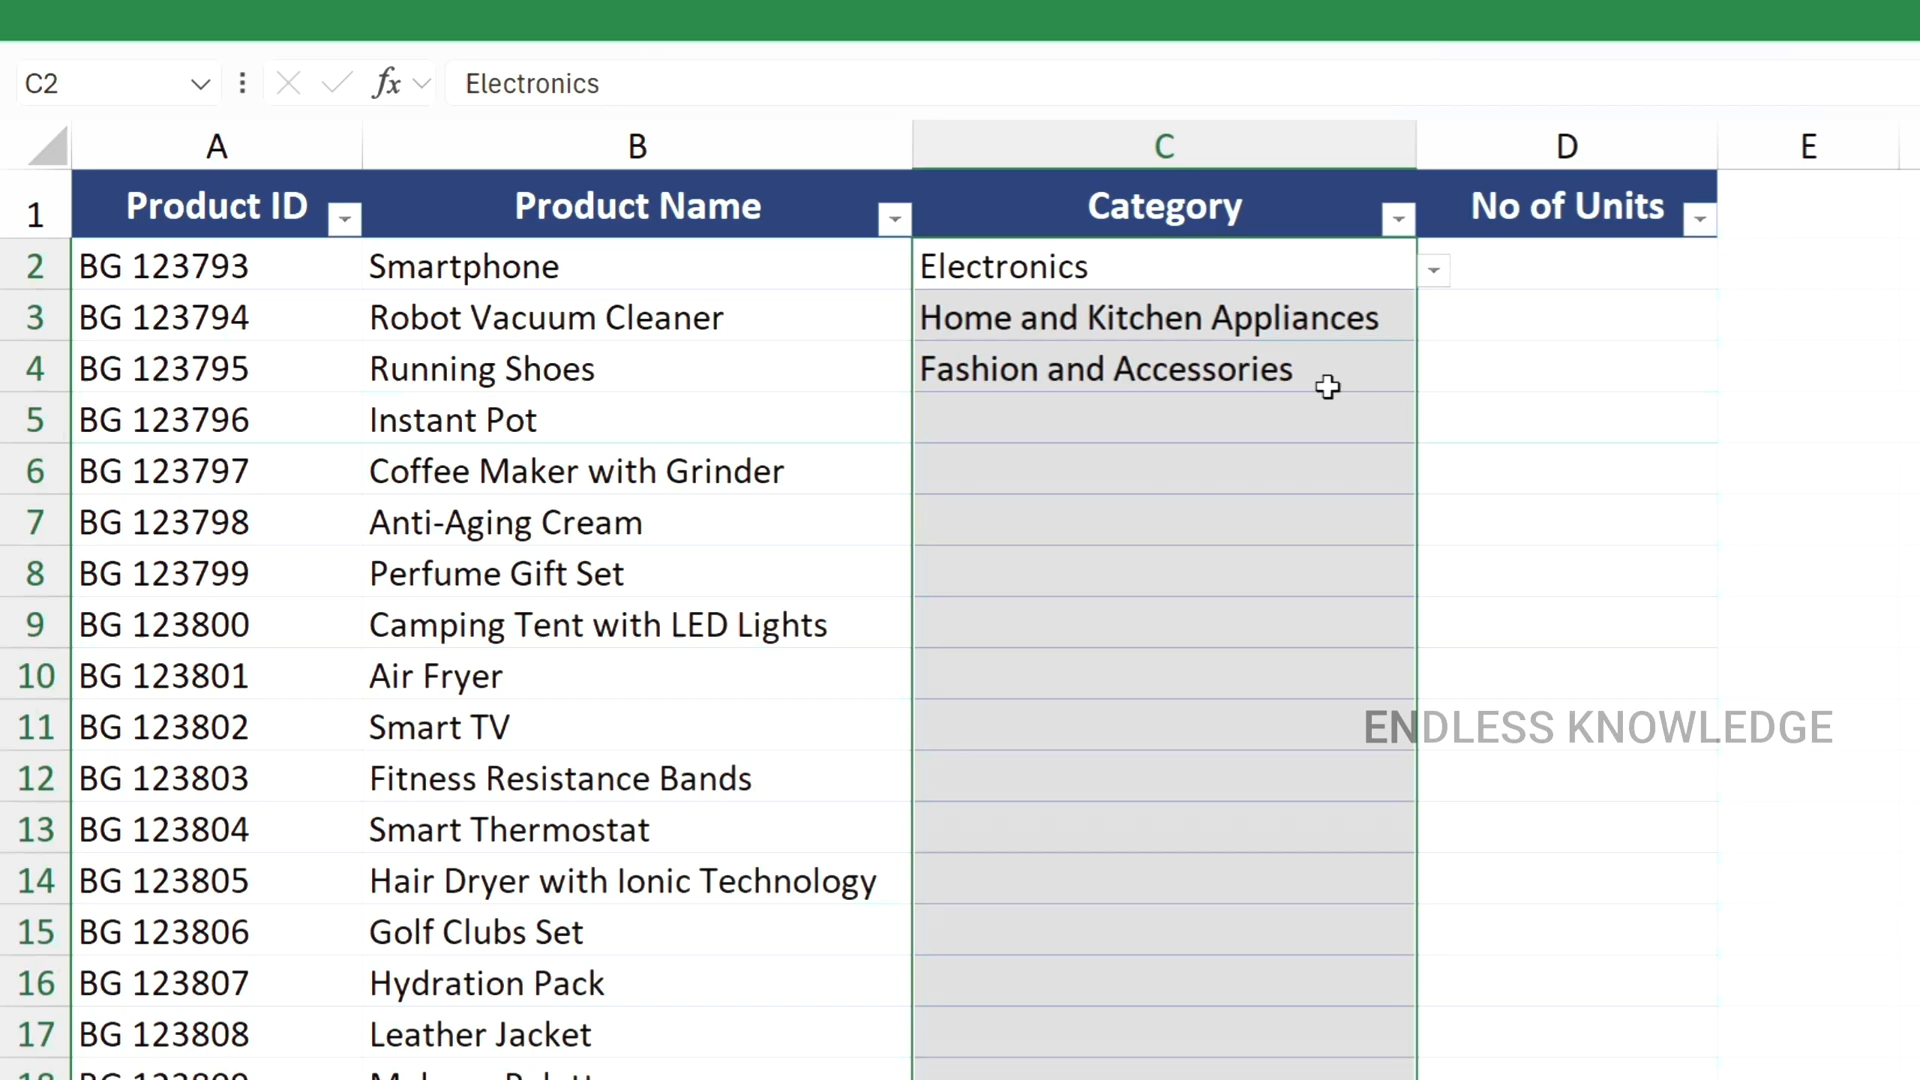 C2 fx Electronics
A B C D E
1 Product ID Product Name Category No of Units
2 BG 123793 Smartphone Electronics
3 BG 123794 Robot Vacuum Cleaner Home and Kitchen Appliances
4 BG 123795 Running Shoes Fashion and Accessories
5 BG 123796 Instant Pot
6 BG 123797 Coffee Maker with Grinder
7 BG 123798 Anti-Aging Cream
8 BG 123799 Perfume Gift Set
9 BG 123800 Camping Tent with LED Lights
10 BG 123801 Air Fryer
11 BG 123802 Smart TV
ENDLESS KNOWLEDGE
12 BG 123803 Fitness Resistance Bands
13 BG 123804 Smart Thermostat
14 BG 123805 Hair Dryer with Ionic Technology
15 BG 123806 Golf Clubs Set
16 BG 123807 Hydration Pack
17 BG 123808 Leather Jacket